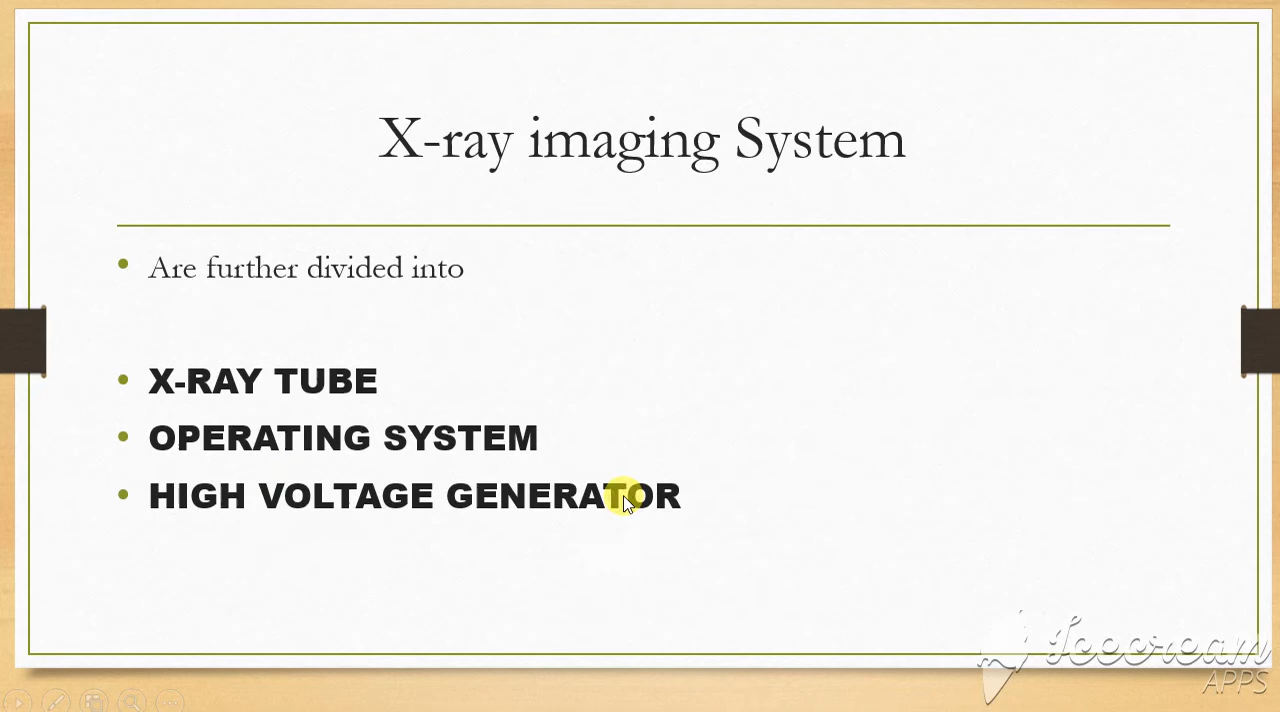 X-ray imaging System
• Are further divided into
• X-RAY TUBE
• OPERATING SYSTEM
• HIGH VOLTAGE GENERATOR
Icecream
APPS